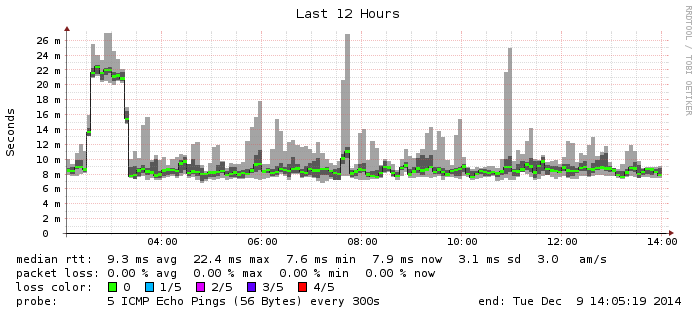 Last 12 Hours
RRDTOOL / TOBI OETIKER
Seconds
26 m
24 m
22 m
20 m
18 m
16 m
14 m
12 m
10 m
8 m
6 m
4 m
2 m
0
04:00 06:00 08:00 10:00 12:00 14:00
median rtt: 9.3 ms avg 22.4 ms max 7.6 ms min 7.9 ms now 3.1 ms sd 3.0 am/s
packet loss: 0.00 % avg 0.00 % max 0.00 % min 0.00 % now
loss color: 0 1/5 2/5 3/5 4/5
probe: 5 ICMP Echo Pings (56 Bytes) every 300s end: Tue Dec 9 14:05:19 2014